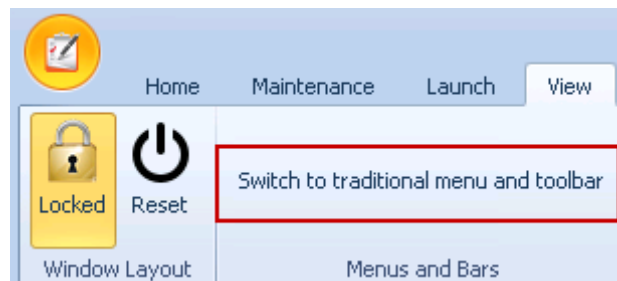 Home Maintenance Launch View
Switch to traditional menu and toolbar
Locked Reset
Window Layout Menus and Bars